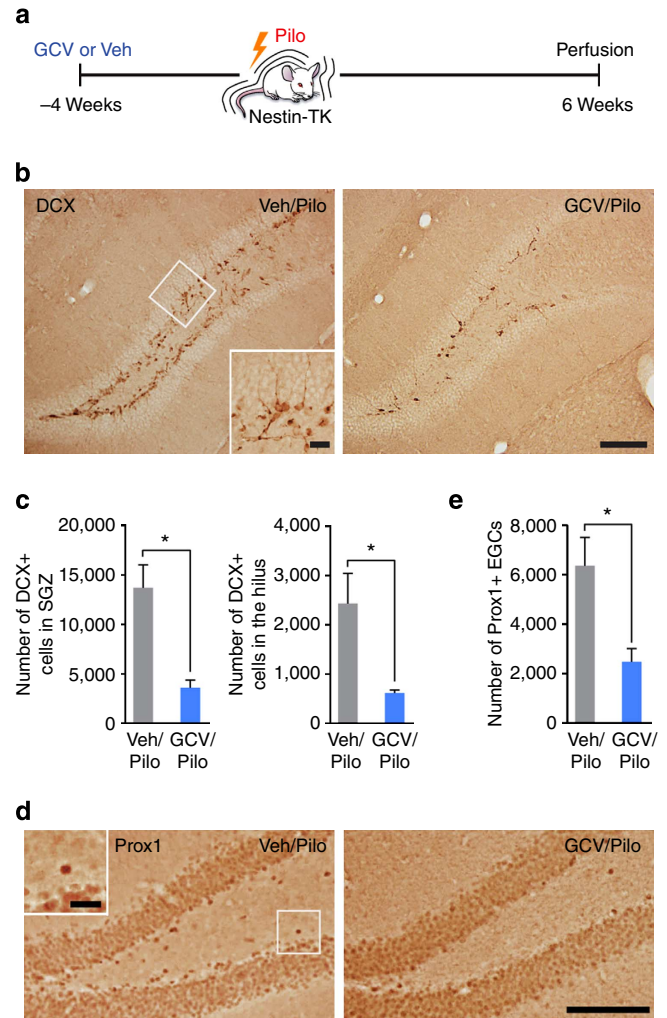 a
GCV or Veh
Pilo
Perfusion
–4 Weeks
Nestin-TK
6 Weeks
b
DCX
Veh/Pilo
GCV/Pilo
c
Number of DCX+
cells in SGZ
20,000
15,000
10,000
5,000
0
*
Veh/
Pilo
GCV/
Pilo
Number of DCX+
cells in the hilus
4,000
3,000
2,000
1,000
0
*
Veh/
Pilo
GCV/
Pilo
e
Number of Prox1+ EGCs
8,000
6,000
4,000
2,000
0
*
Veh/
Pilo
GCV/
Pilo
d
Prox1
Veh/Pilo
GCV/Pilo